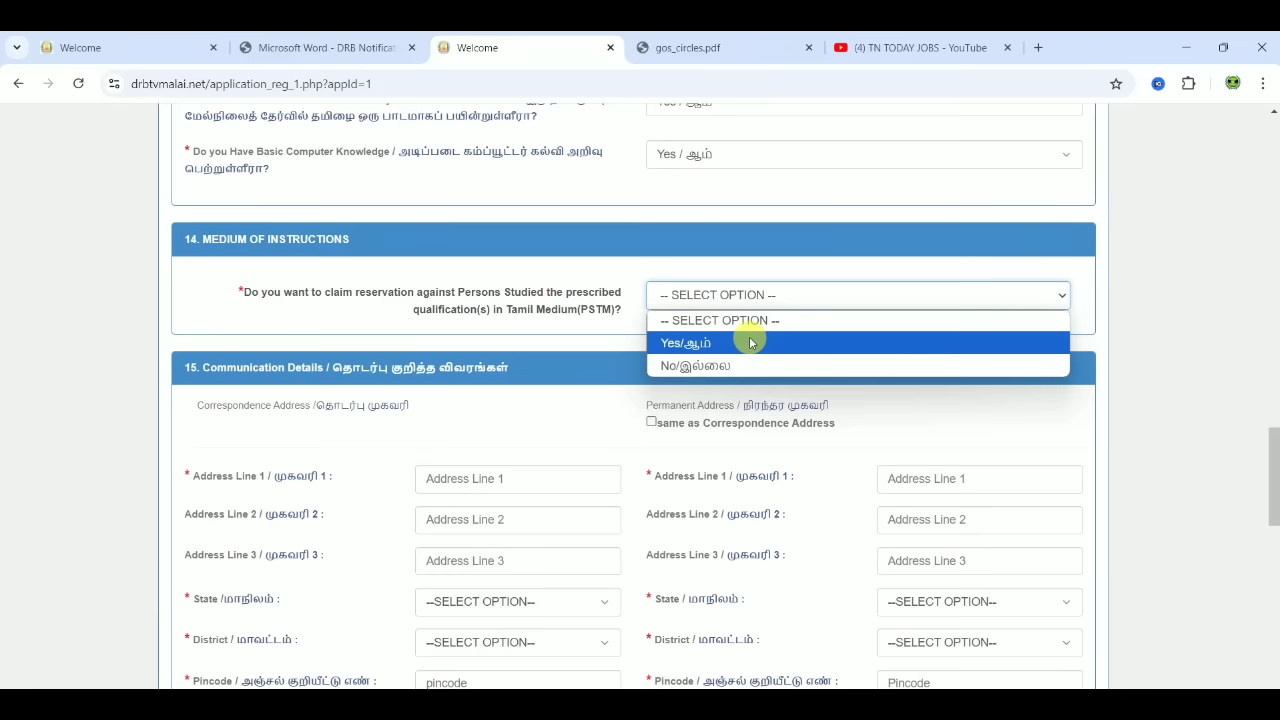 Welcome
Microsoft Word - DRB Notificat
Welcome
gos_circles.pdf
(4) TN TODAY JOBS - YouTube
drbtvmalai.net/application_reg_1.php?appId=1
மேல்நிலைத் தேர்வில் தமிழை ஒரு பாடமாகப் பயின்றுள்ளீரா?
Yes / ஆம்
* Do you Have Basic Computer Knowledge / அடிப்படை கம்ப்யூட்டர் கல்வி அறிவு
பெற்றுள்ளீரா?
Yes / ஆம்
14. MEDIUM OF INSTRUCTIONS
*Do you want to claim reservation against Persons Studied the prescribed
qualification(s) in Tamil Medium(PSTM)?
-- SELECT OPTION --
-- SELECT OPTION --
Yes/ஆம்
No/இல்லை
15. Communication Details / தொடர்பு குறித்த விவரங்கள்
Correspondence Address /தொடர்பு முகவரி
Permanent Address / நிரந்தர முகவரி
same as Correspondence Address
* Address Line 1 / முகவரி 1 :
Address Line 1
* Address Line 1 / முகவரி 1 :
Address Line 1
Address Line 2 / முகவரி 2 :
Address Line 2
Address Line 2 / முகவரி 2 :
Address Line 2
Address Line 3 / முகவரி 3 :
Address Line 3
Address Line 3 / முகவரி 3 :
Address Line 3
* State /மாநிலம் :
--SELECT OPTION--
* State / மாநிலம் :
--SELECT OPTION--
* District / மாவட்டம் :
--SELECT OPTION--
* District / மாவட்டம் :
--SELECT OPTION--
* Pincode / அஞ்சல் குறியீட்டு எண் :
pincode
* Pincode / அஞ்சல் குறியீட்டு எண் :
Pincode